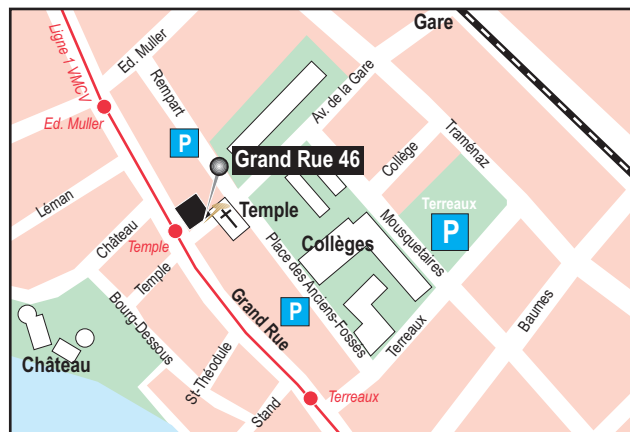 Gare
Ligne 1 VMCV
Ed. Muller
Rempart
Av. de la Gare
Ed. Muller
P
Grand Rue 46
Collège
Traménaz
Léman
Château
Temple
Temple
Temple
Terreaux
P
Collèges
Mousquetaires
Place des Anciens-Fossés
Grand Rue
P
Bourg-Dessous
Château
St-Théodule
Stand
Terreaux
Terreaux
Baumes